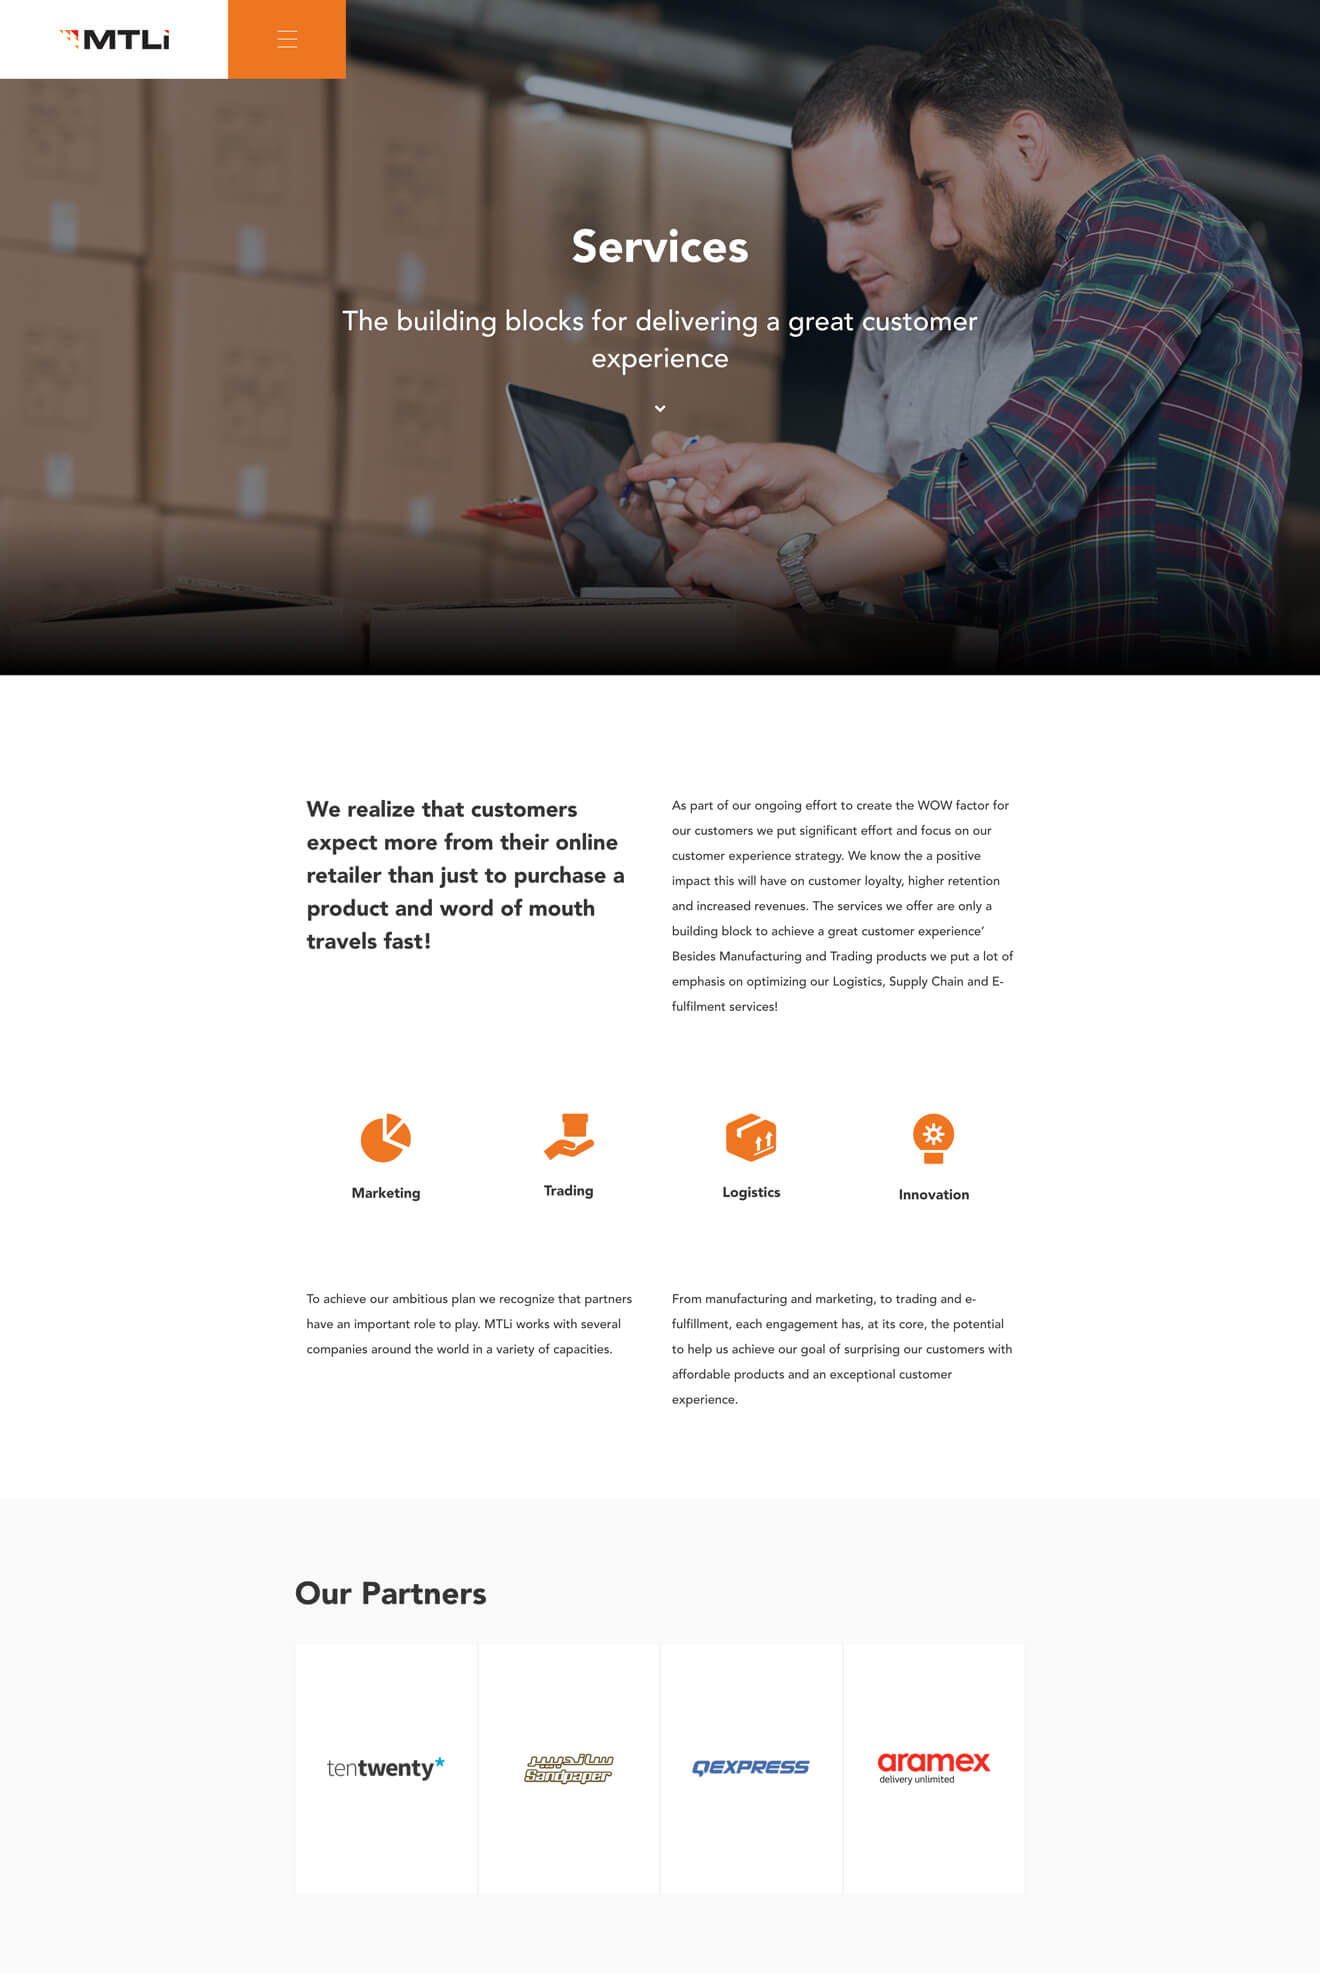 MTLi
Services
The building blocks for delivering a great customer
experience
We realize that customers
expect more from their online
retailer than just to purchase a
product and word of mouth
travels fast!
As part of our ongoing effort to create the WOW factor for
our customers we put significant effort and focus on our
customer experience strategy. We know the a positive
impact this will have on customer loyalty, higher retention
and increased revenues. The services we offer are only a
building block to achieve a great customer experience’
Besides Manufacturing and Trading products we put a lot of
emphasis on optimizing our Logistics, Supply Chain and E-
fulfilment services!
Marketing
Trading
Logistics
Innovation
To achieve our ambitious plan we recognize that partners
have an important role to play. MTLi works with several
companies around the world in a variety of capacities.
From manufacturing and marketing, to trading and e-
fulfillment, each engagement has, at its core, the potential
to help us achieve our goal of surprising our customers with
affordable products and an exceptional customer
experience.
Our Partners
tentwenty*
ساندبيبر
Sandpaper
QEXPRESS
aramex
delivery unlimited